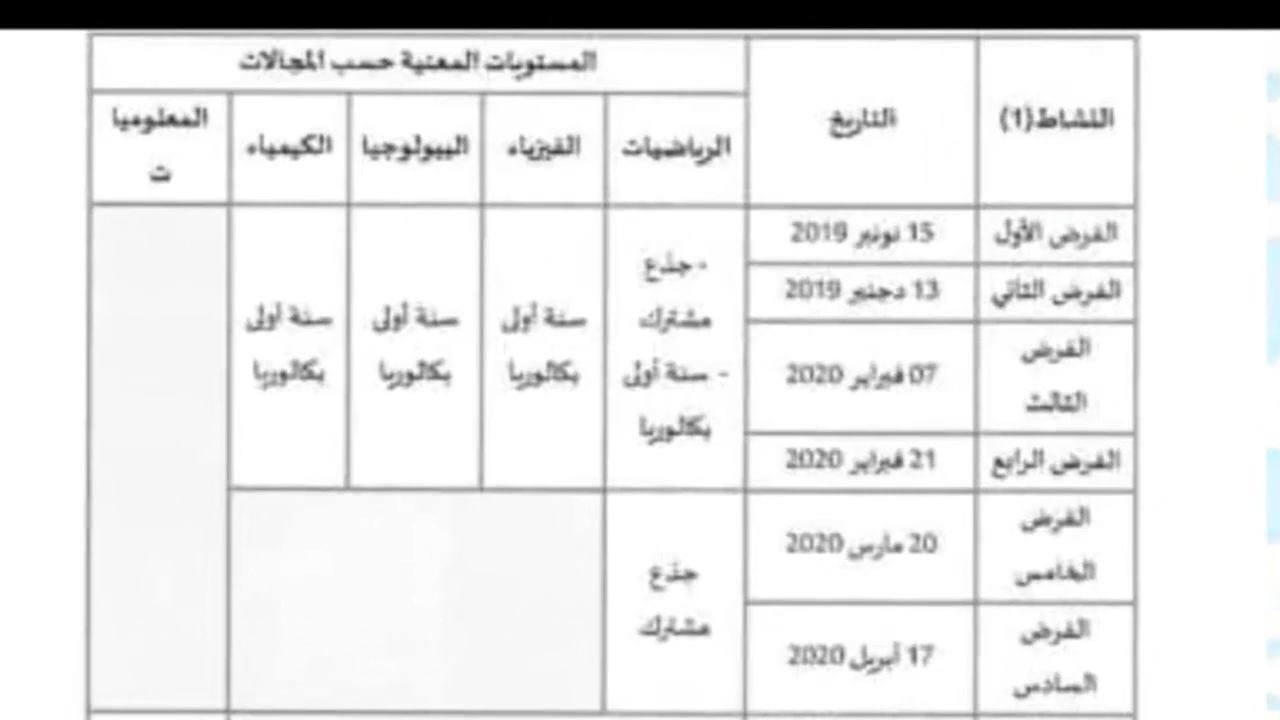 النشاط(1)
التاريخ
المستويات المعنية حسب المجالات
الرياضيات
الفيزياء
البيولوجيا
الكيمياء
المعلوميا
ت
الفرض الأول
15 نونبر 2019
- جذع
مشترك
- سنة أولى
بكالوريا
سنة أولى
بكالوريا
سنة أولى
بكالوريا
سنة أولى
بكالوريا
الفرض الثاني
13 دجنبر 2019
الفرض
الثالث
07 فبراير 2020
الفرض الرابع
21 فبراير 2020
الفرض
الخامس
20 مارس 2020
جذع
مشترك
الفرض
السادس
17 أبريل 2020